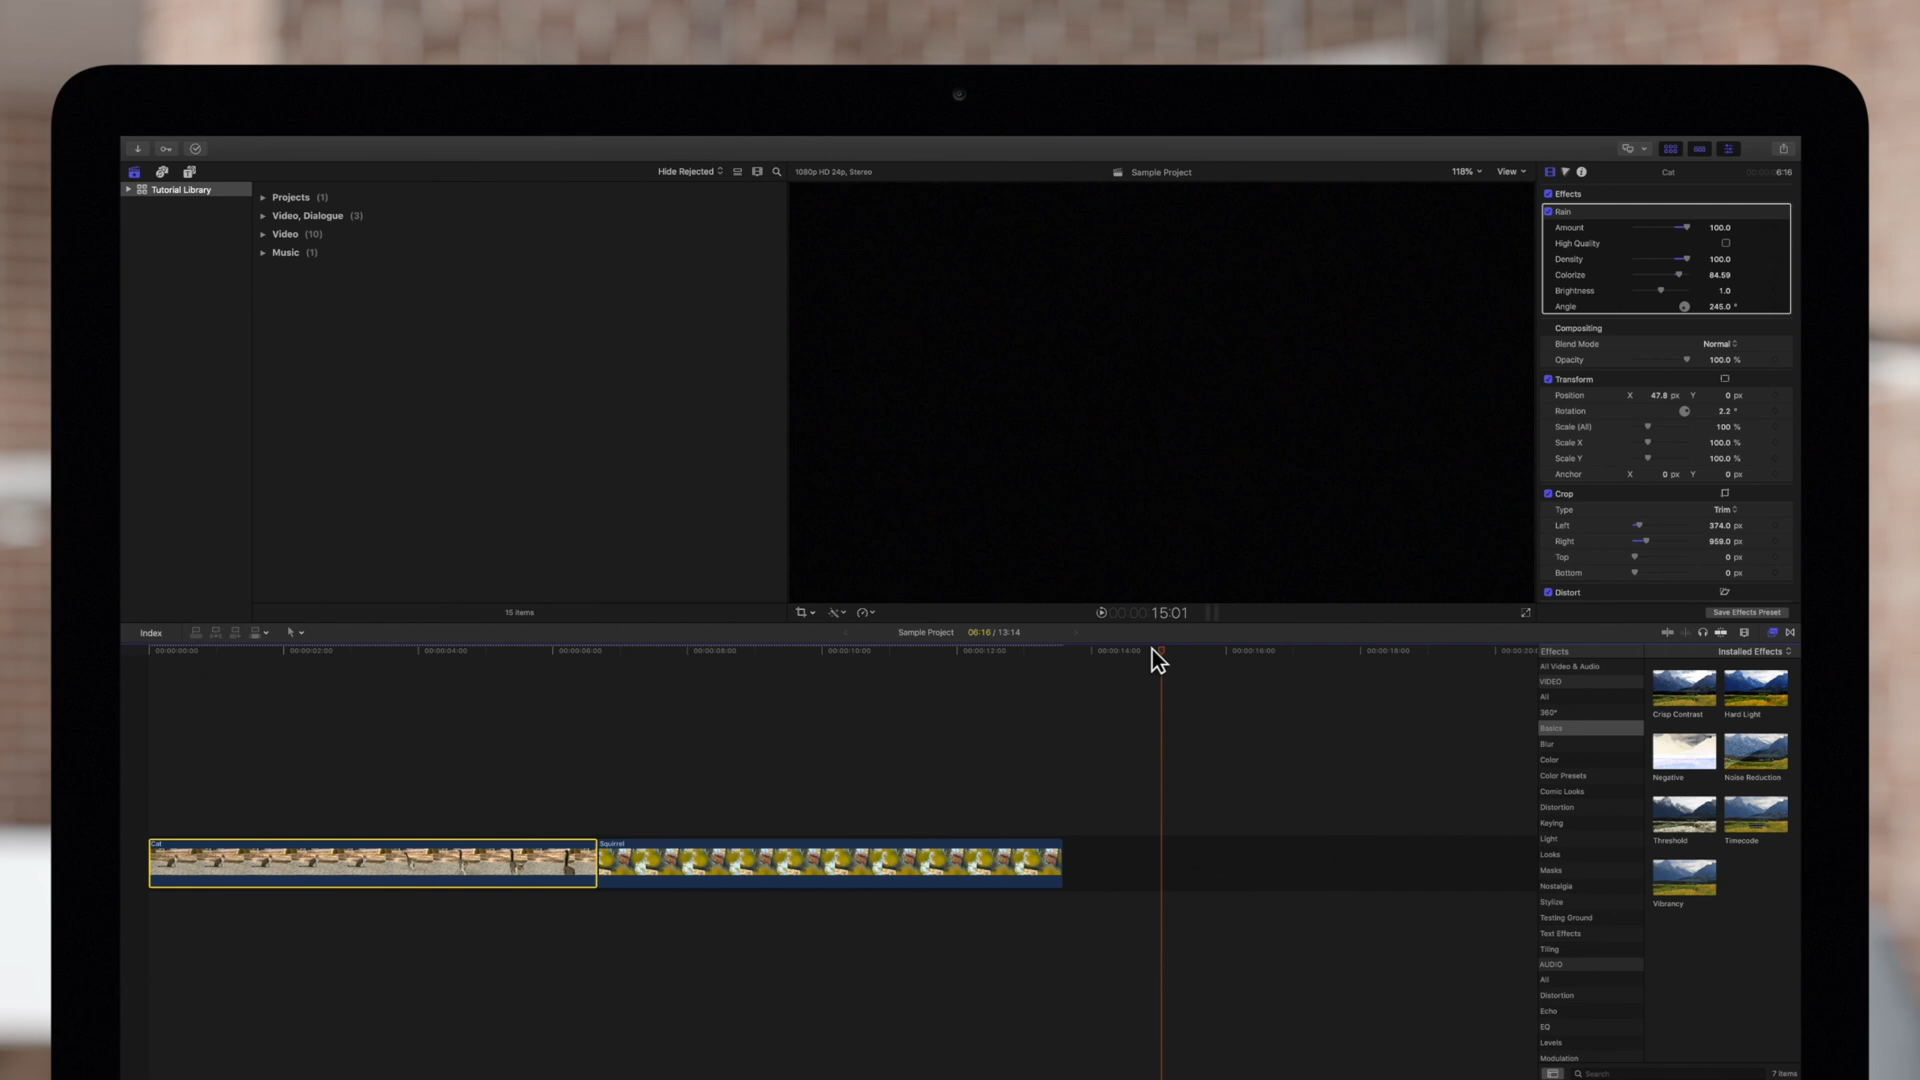 Hide Rejected
1080p HD 24p, Stereo
Sample Project
118%
View
Cat
00:00:06:16
Tutorial Library
Projects (1)
Video, Dialogue (3)
Video (10)
Music (1)
15 items
00:00:00 15:01
Effects
Rain
Amount 100.0
High Quality
Density 100.0
Colorize 84.59
Brightness 1.0
Angle 245.0 °
Compositing
Blend Mode Normal
Opacity 100.0 %
Transform
Position X 47.8 px Y 0 px
Rotation 2.2 °
Scale (All) 100 %
Scale X 100.0 %
Scale Y 100.0 %
Anchor X 0 px Y 0 px
Crop
Type Trim
Left 374.0 px
Right 959.0 px
Top 0 px
Bottom 0 px
Distort
Save Effects Preset
Index
Sample Project 06:16 / 13:14
00:00:00:00 00:00:02:00 00:00:04:00 00:00:06:00 00:00:08:00 00:00:10:00 00:00:12:00 00:00:14:00 00:00:16:00 00:00:18:00 00:00:20:0
Cat
Squirrel
Effects
Installed Effects
All Video & Audio
VIDEO
All
360°
Basics
Blur
Color
Color Presets
Comic Looks
Distortion
Keying
Light
Looks
Masks
Nostalgia
Stylize
Testing Ground
Text Effects
Tiling
AUDIO
All
Distortion
Echo
EQ
Levels
Modulation
Crisp Contrast
Hard Light
Negative
Noise Reduction
Threshold
Timecode
Vibrancy
Search
7 items